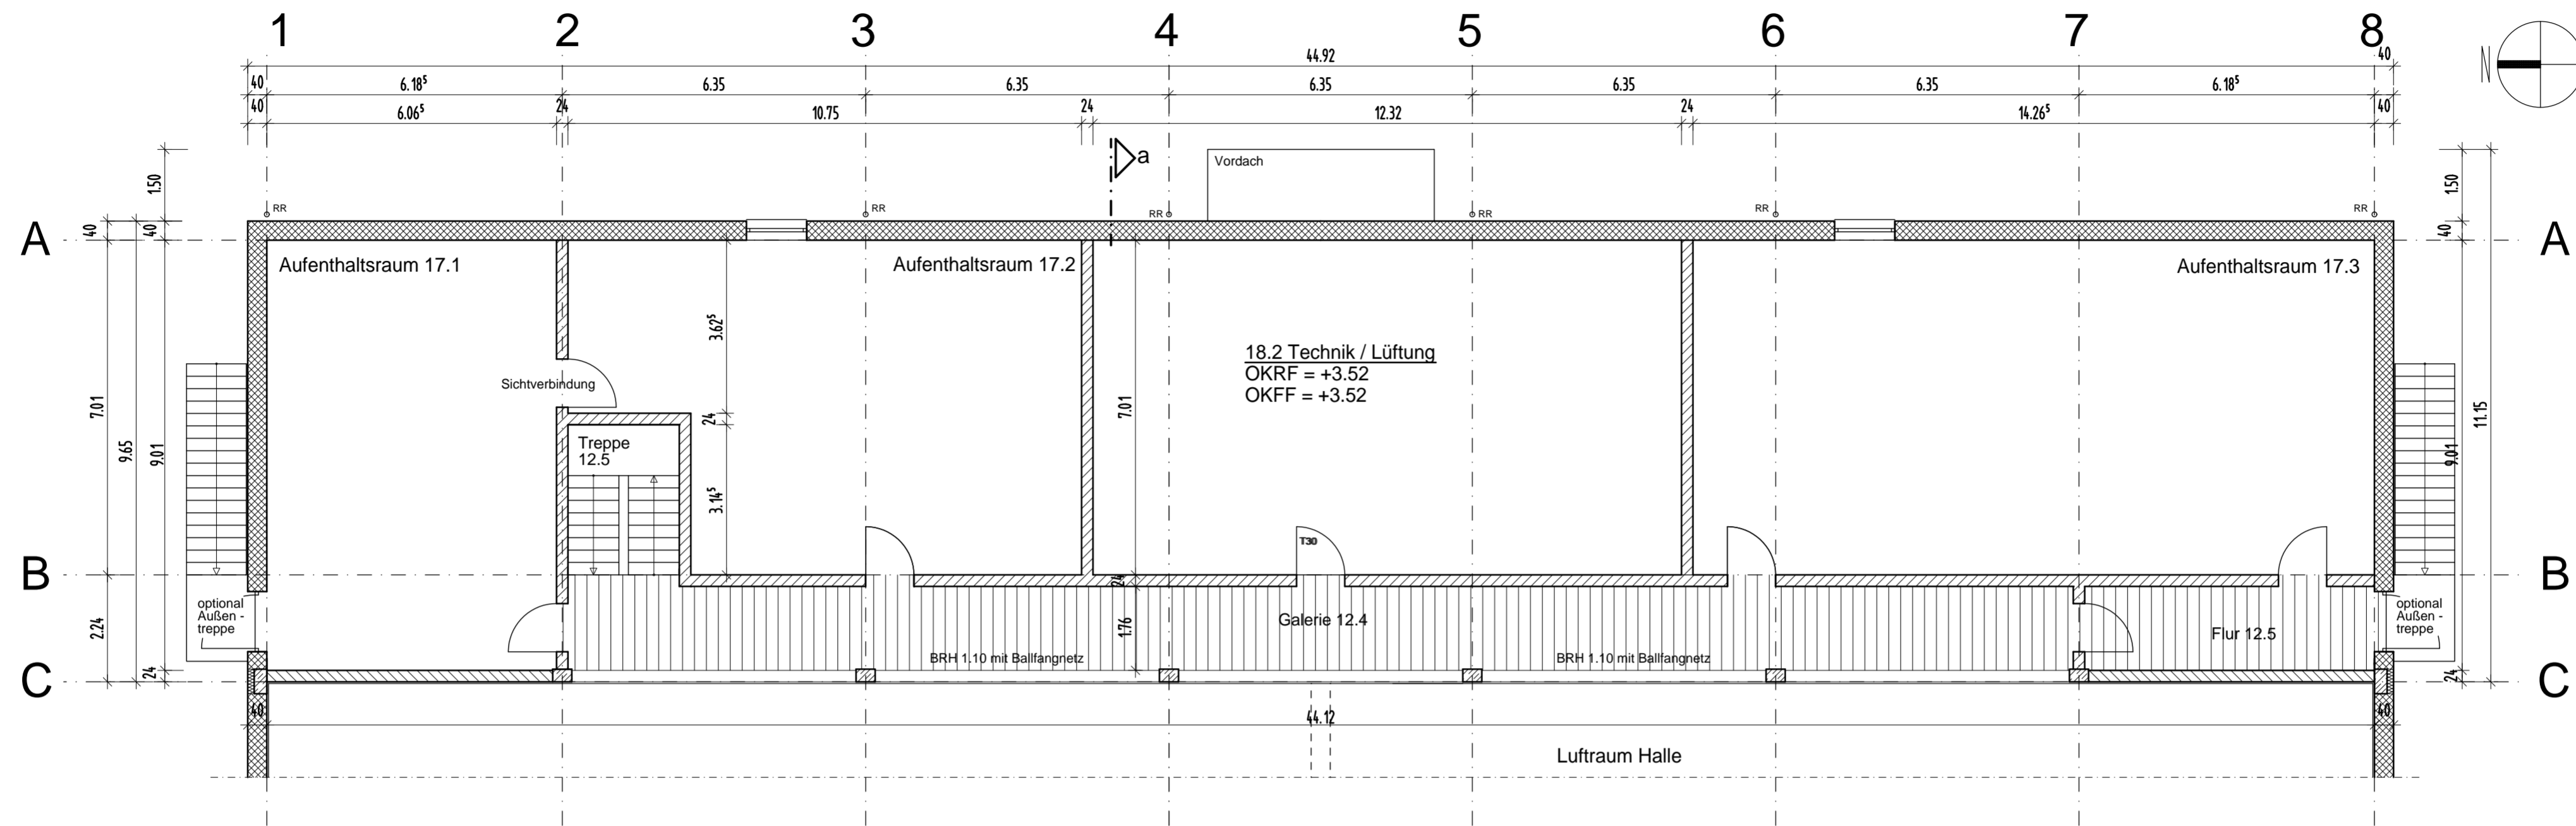 1 2 3 4 5 6 7 8
44.92 40
40 6.18⁵ 6.35 6.35 6.35 6.35 6.35 6.18⁵
40 6.06⁵ 24 10.75 24 12.32 24 14.26⁵ 40
N
a
Vordach
1.50 1.50
RR RR RR RR RR RR
A 40 40 40 A
Aufenthaltsraum 17.1 Aufenthaltsraum 17.2 Aufenthaltsraum 17.3
3.62⁵
18.2 Technik / Lüftung
OKRF = +3.52
OKFF = +3.52
Sichtverbindung
7.01 7.01 11.15
24
Treppe
12.5
9.65 9.01 9.01
3.14⁵
T30
B 24 B
optional
Außen -
treppe
optional
Außen -
treppe
2.24 1.76
Galerie 12.4
Flur 12.5
BRH 1.10 mit Ballfangnetz BRH 1.10 mit Ballfangnetz
C 24 24 C
40 44.12 40
Luftraum Halle